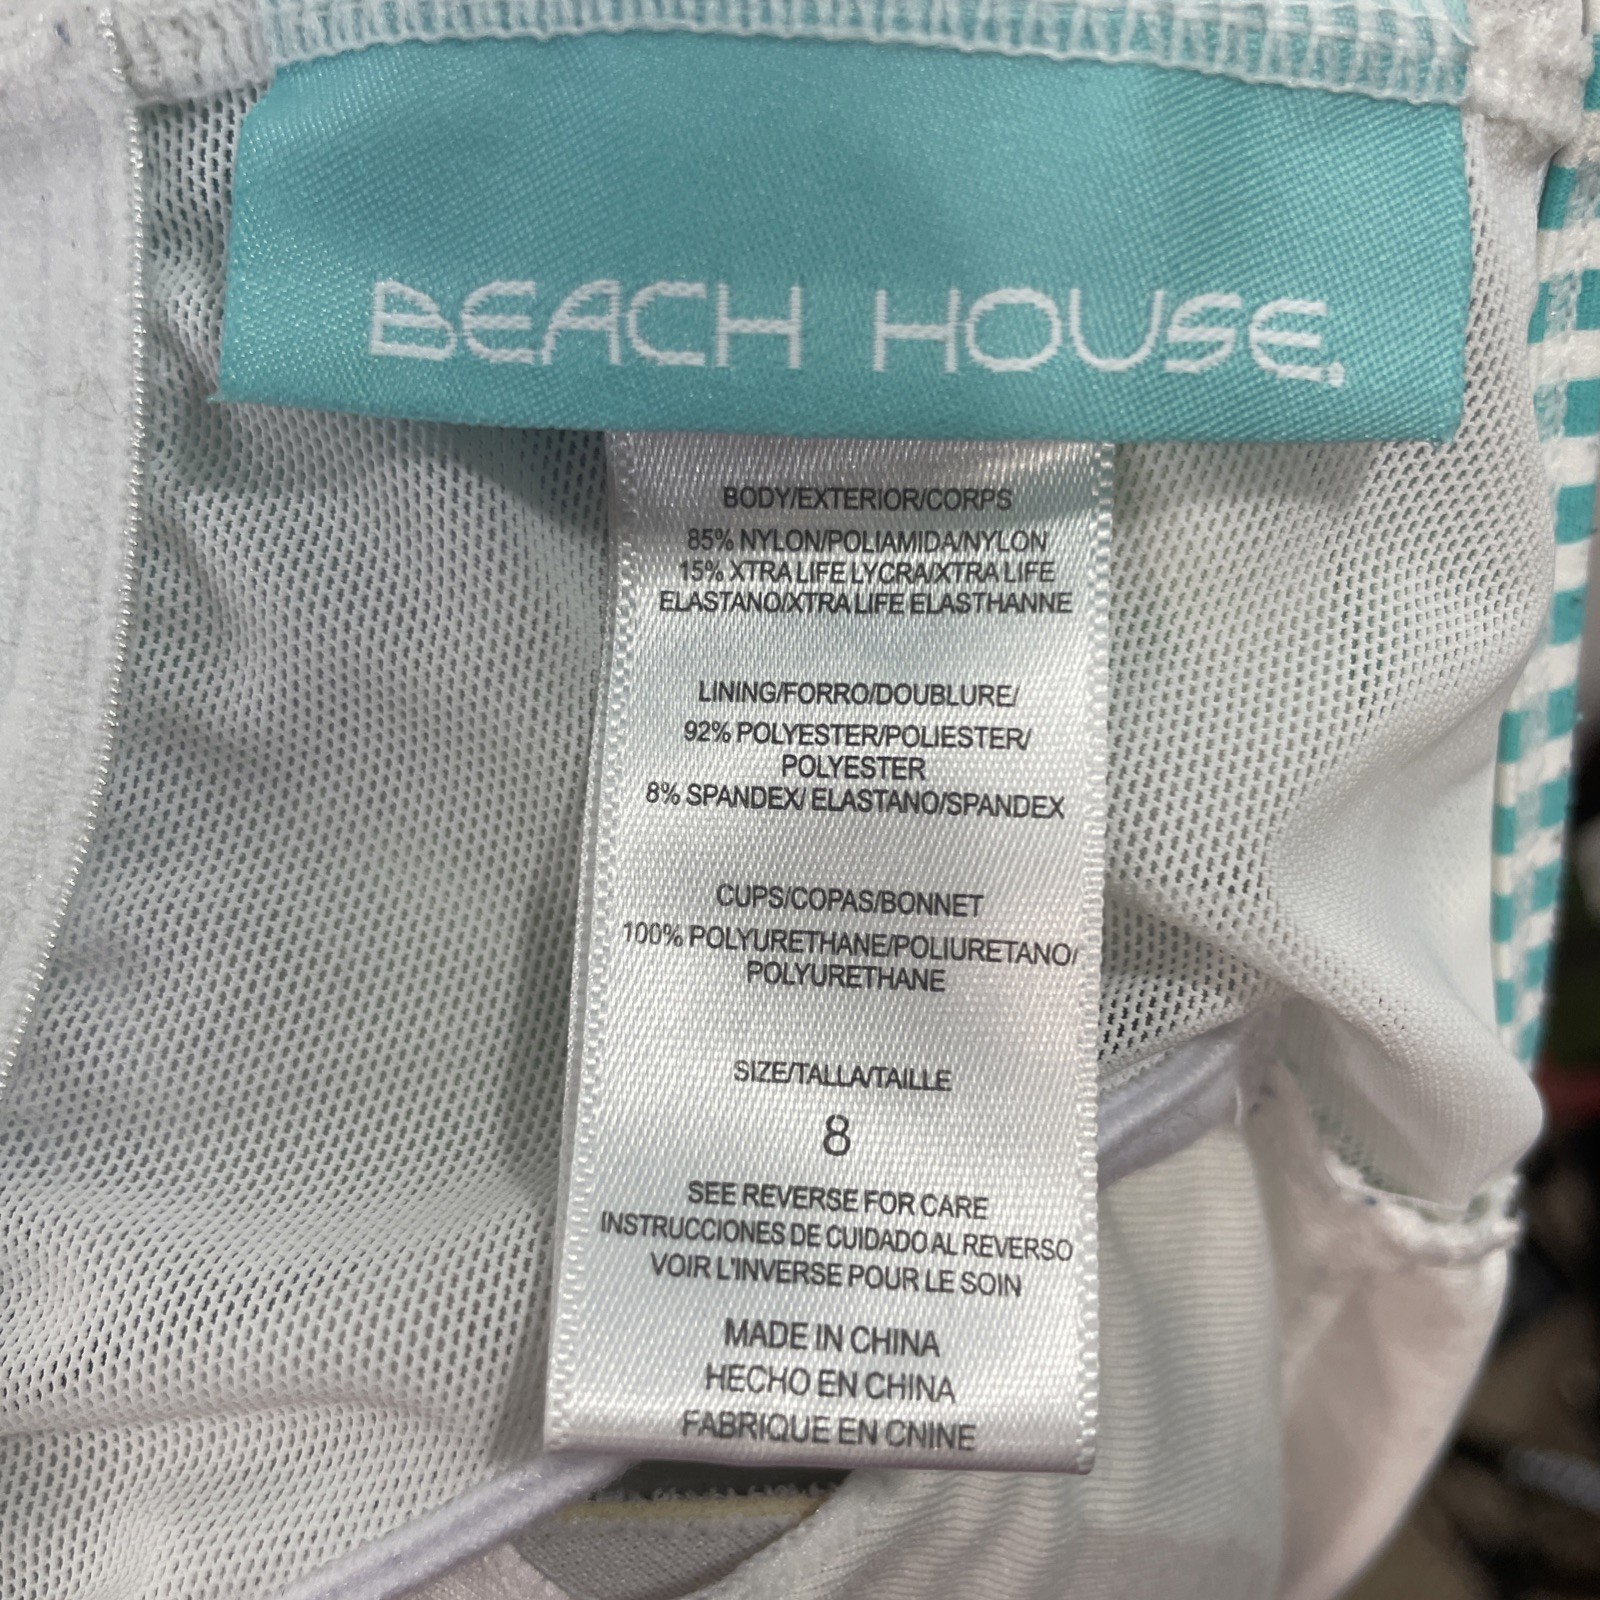 BEACH HOUSE
BODY/EXTERIOR/CORPS
85% NYLON/POLIAMIDA/NYLON
15% XTRA LIFE LYCRA/XTRA LIFE
ELASTANO/XTRA LIFE ELASTHANNE
LINING/FORRO/DOUBLURE/
92% POLYESTER/POLIESTER/
POLYESTER
8% SPANDEX/ ELASTANO/SPANDEX
CUPS/COPAS/BONNET
100% POLYURETHANE/POLIURETANO/
POLYURETHANE
SIZE/TALLA/TAILLE
8
SEE REVERSE FOR CARE
INSTRUCCIONES DE CUIDADO AL REVERSO
VOIR L'INVERSE POUR LE SOIN
MADE IN CHINA
HECHO EN CHINA
FABRIQUE EN CNINE